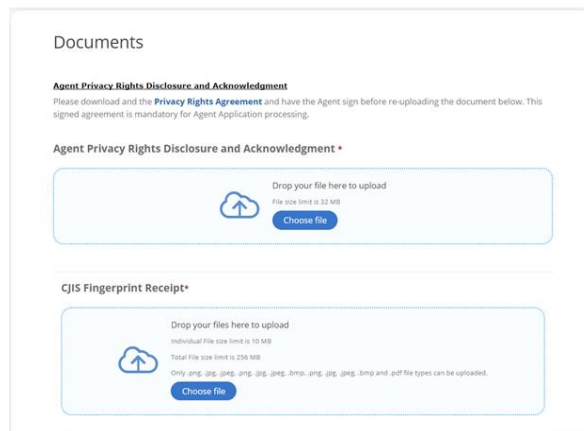 Documents
Agent Privacy Rights Disclosure and Acknowledgment
Please download and the Privacy Rights Agreement and have the Agent sign before re-uploading the document below. This
signed agreement is mandatory for Agent Application processing.
Agent Privacy Rights Disclosure and Acknowledgment *
Drop your file here to upload
File size limit is 32 MB
Choose file
CJIS Fingerprint Receipt*
Drop your files here to upload
Individual File size limit is 10 MB
Total File size limit is 256 MB
Only .png, .jpg, .jpeg, .png, .jpg, .jpeg, .bmp, .png, .jpg, .jpeg, .bmp and .pdf file types can be uploaded.
Choose file